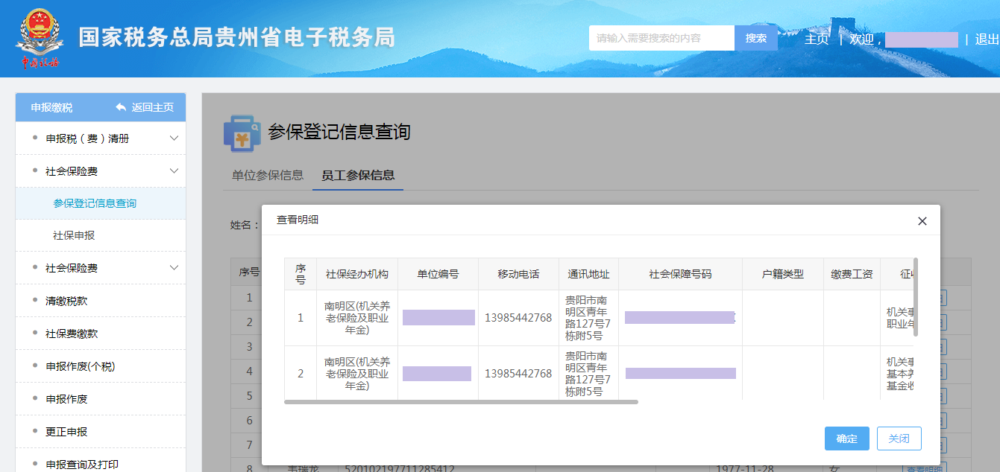 国家税务总局贵州省电子税务局
中国税务
请输入需要搜索的内容 搜索 主页 | 欢迎, | 退出
申报缴税 返回主页
申报税（费）清册
社会保险费
参保登记信息查询
社保申报
社会保险费
清缴税款
社保费缴款
申报作废(个税)
申报作废
更正申报
申报查询及打印
参保登记信息查询
单位参保信息 员工参保信息
姓名：
序号
1
2
3
4
5
6
7
8 520102197711285412 1977-11-28 女 查看明细
查看明细
序号 社保经办机构 单位编号 移动电话 通讯地址 社会保障号码 户籍类型 缴费工资 征
1 南明区(机关养老保险及职业年金) 13985442768 贵阳市南明区青年路127号7栋附5号 机关事 职业年
2 南明区(机关养老保险及职业年金) 13985442768 贵阳市南明区青年路127号7栋附5号 机关事 基本养 基金收
确定 关闭